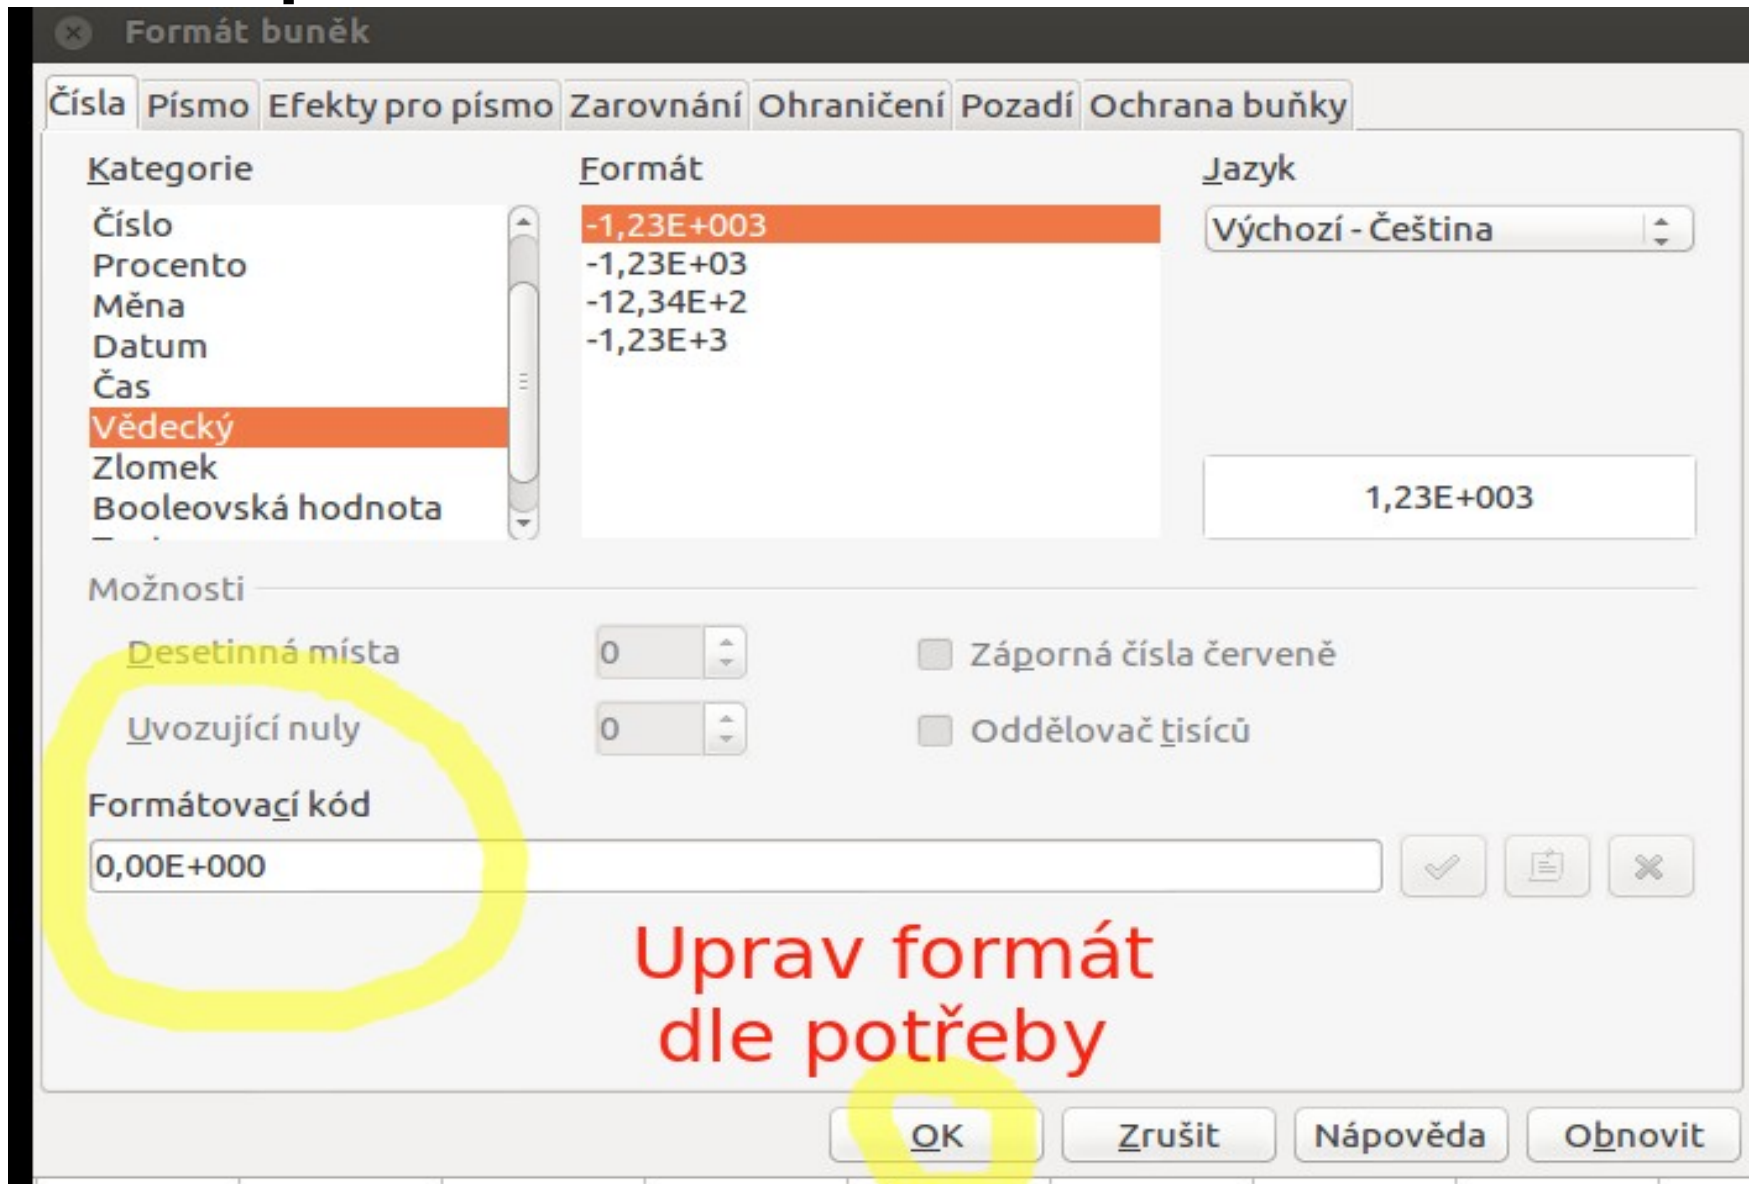 Formát buněk
Čísla Písmo Efekty pro písmo Zarovnání Ohraničení Pozadí Ochrana buňky
Kategorie Formát Jazyk
Číslo
Procento
Měna
Datum
Čas
Vědecký
Zlomek
Booleovská hodnota
-1,23E+003
-1,23E+03
-12,34E+2
-1,23E+3
Výchozí - Čeština
1,23E+003
Možnosti
Desetinná místa 0 Záporná čísla červeně
Uvozující nuly 0 Oddělovač tisíců
Formátovací kód
0,00E+000
Uprav formát
dle potřeby
OK Zrušit Nápověda Obnovit